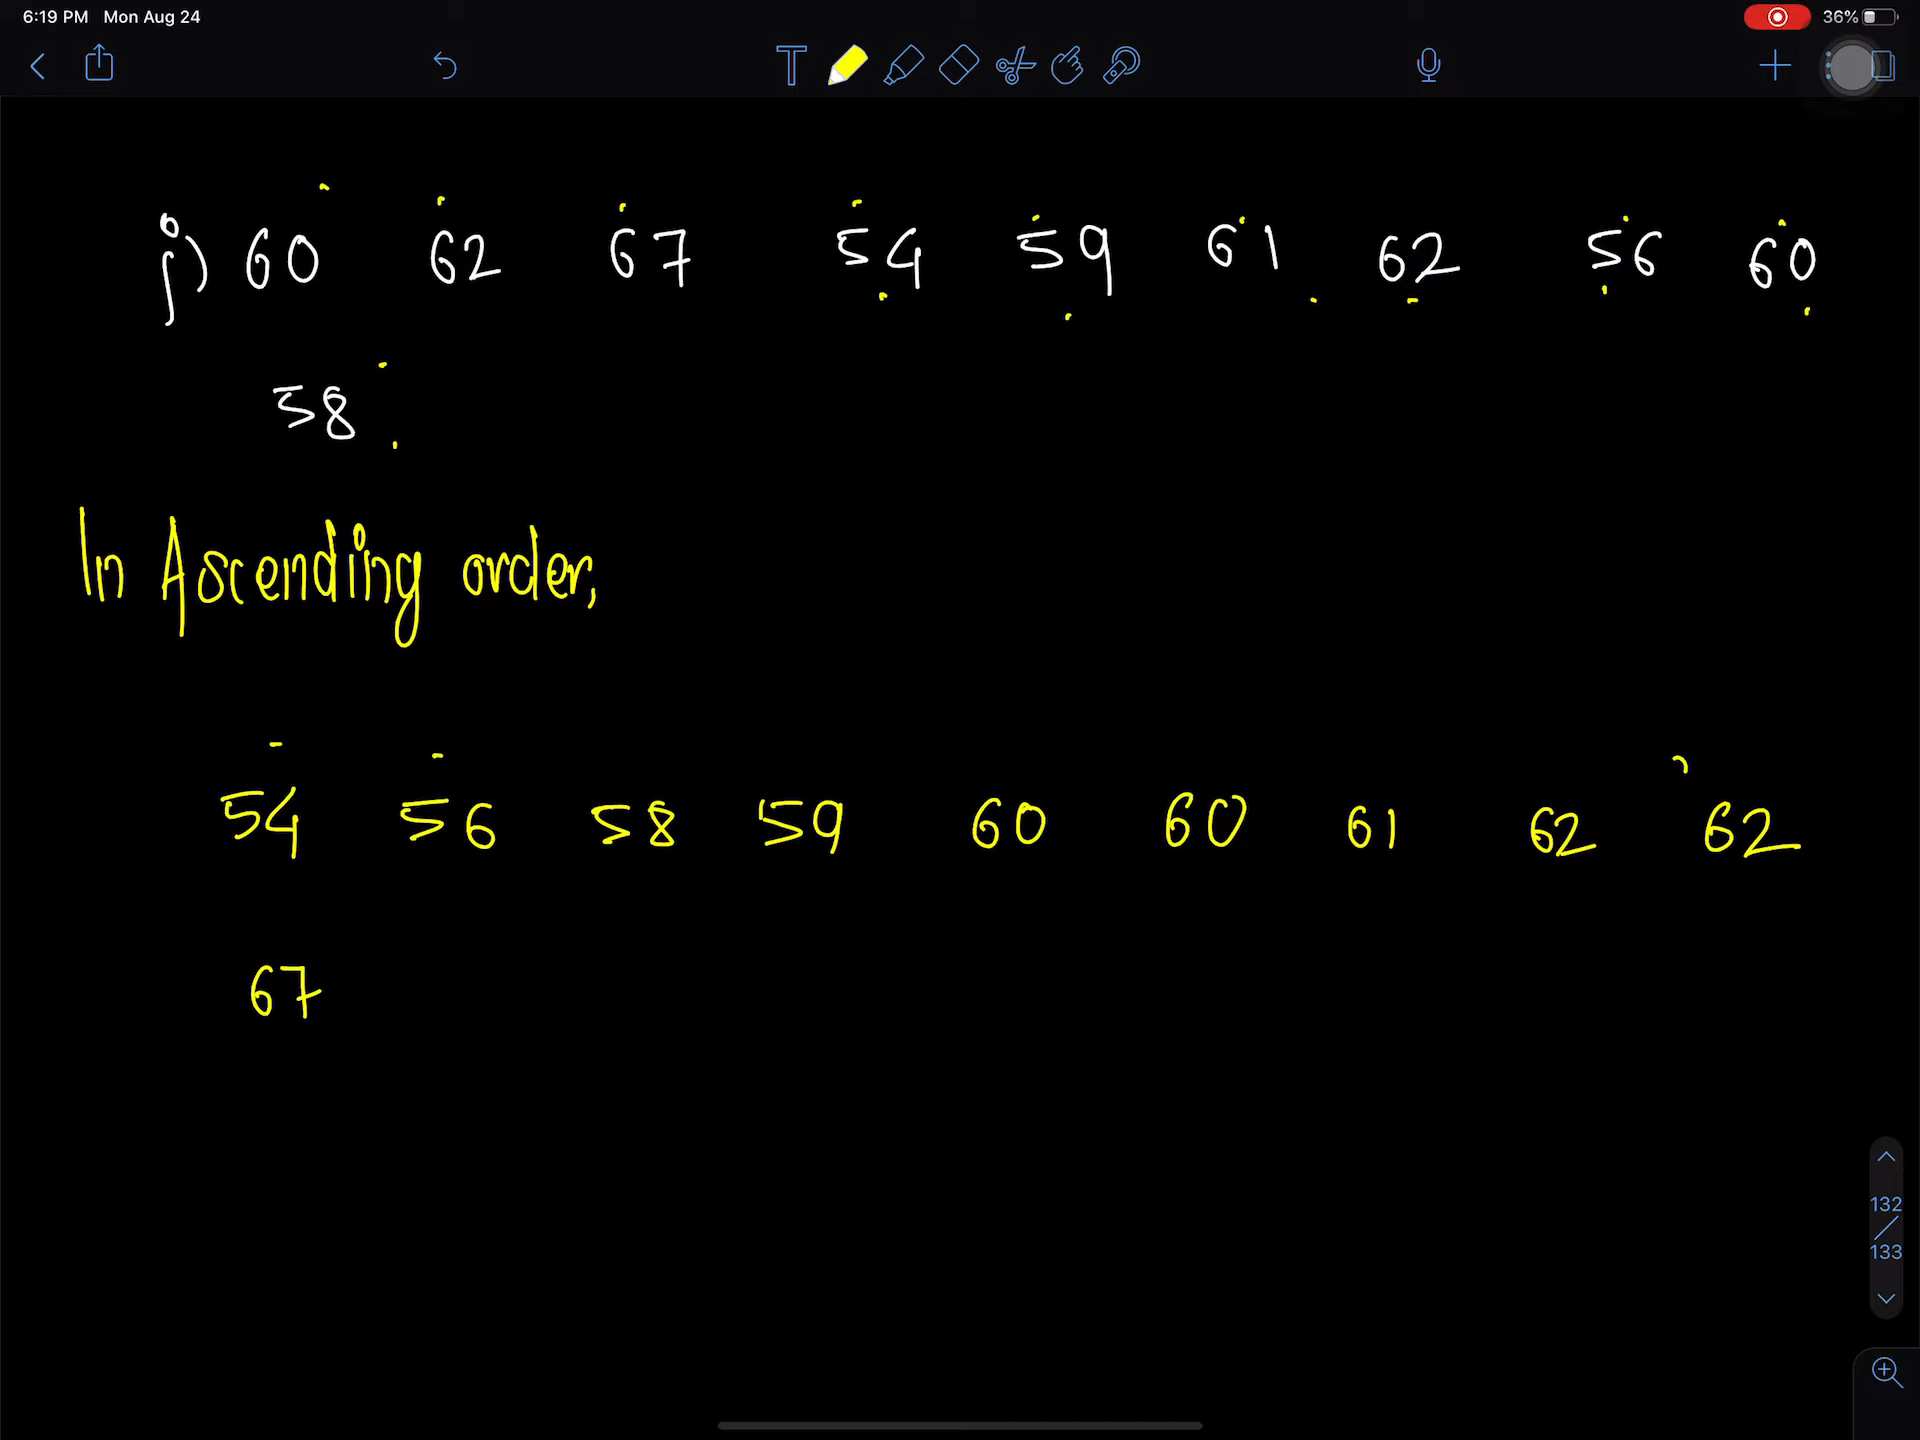 6:19 PM Mon Aug 24 36%
T
j) 60 62 67 54 59 61 62 56 60
58
In Ascending order,
54 56 58 59 60 60 61 62 62
67
132
133